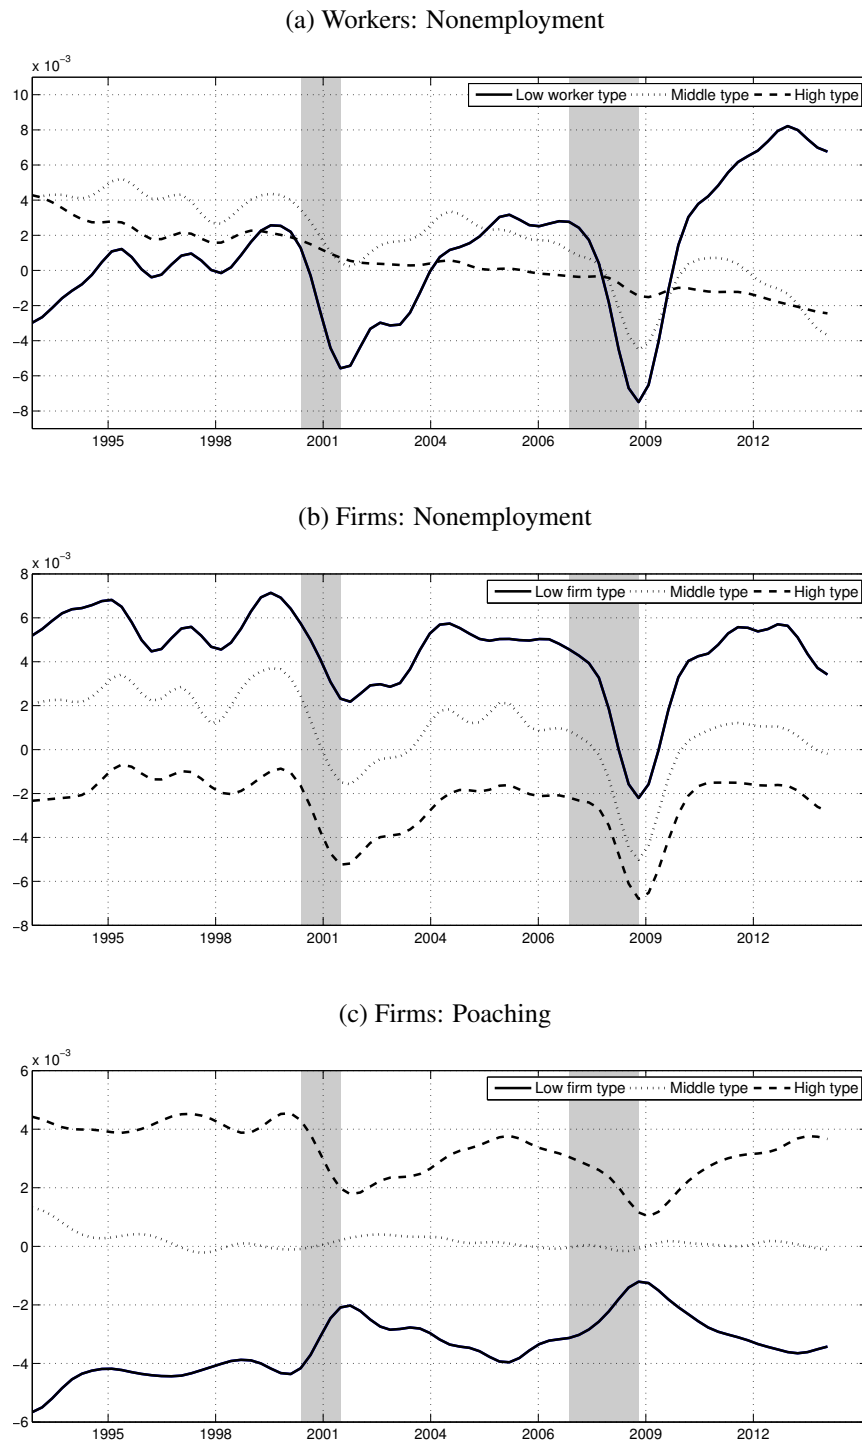 (a) Workers: Nonemployment
x 10⁻³
Low worker type Middle type High type
10
8
6
4
2
0
−2
−4
−6
−8
1995 1998 2001 2004 2006 2009 2012
(b) Firms: Nonemployment
x 10⁻³
Low firm type Middle type High type
8
6
4
2
0
−2
−4
−6
−8
1995 1998 2001 2004 2006 2009 2012
(c) Firms: Poaching
x 10⁻³
Low firm type Middle type High type
6
4
2
0
−2
−4
−6
1995 1998 2001 2004 2006 2009 2012